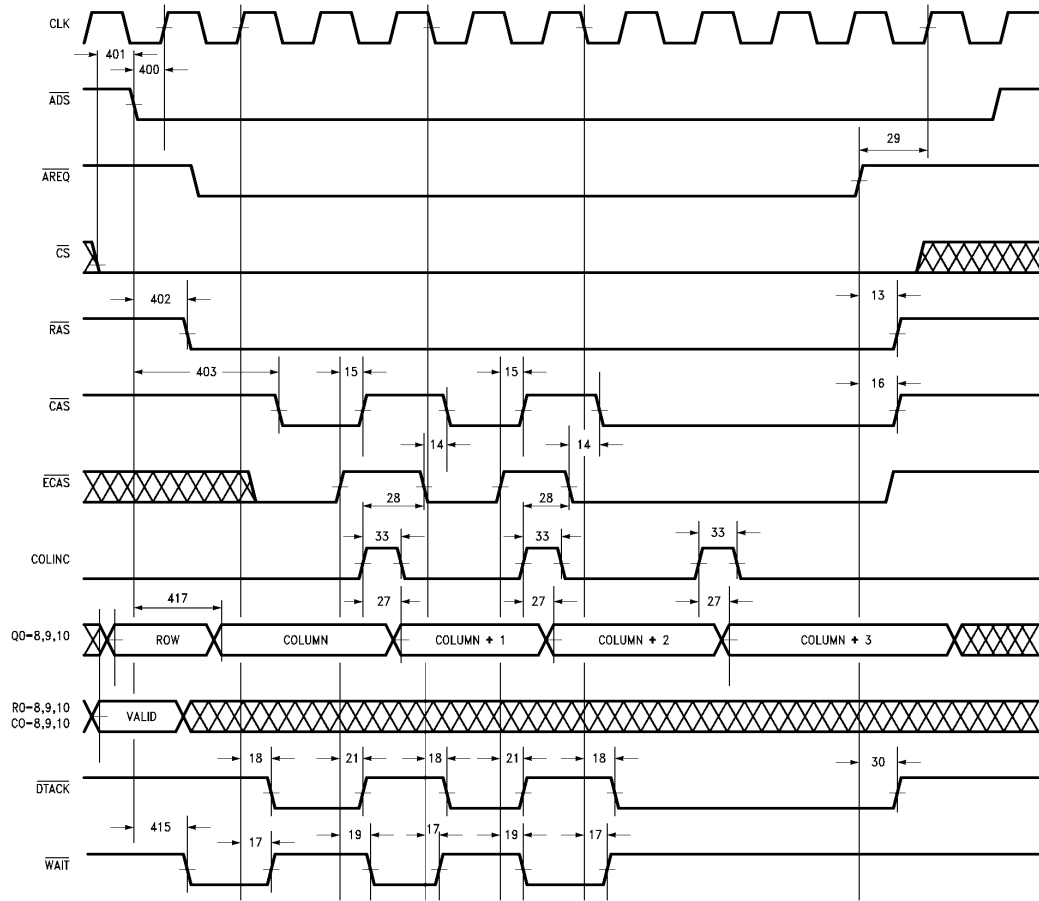 CLK
401
400
ADS
29
AREQ
CS
402
13
RAS
403
15
15
16
CAS
14
14
ECAS
28
28
33
33
33
COLINC
417
27
27
27
Q0-8,9,10
ROW
COLUMN
COLUMN + 1
COLUMN + 2
COLUMN + 3
R0-8,9,10
C0-8,9,10
VALID
18
21
18
21
18
30
DTACK
415
17
19
17
19
17
WAIT